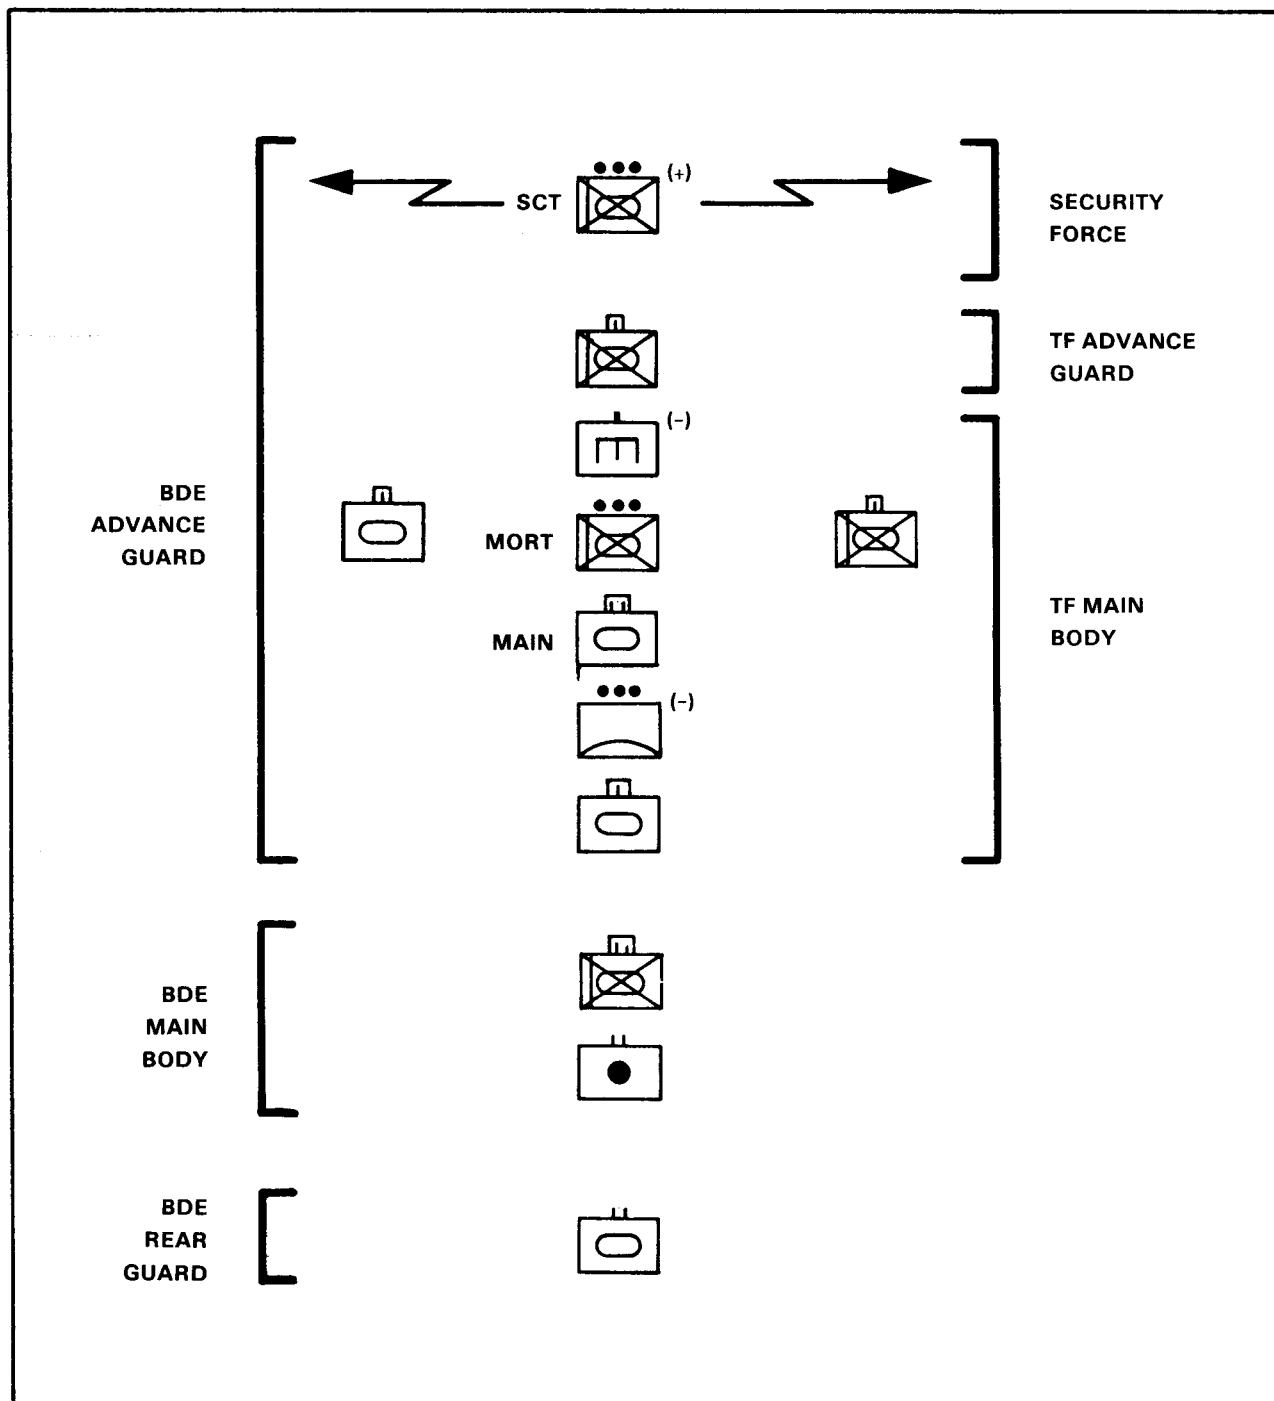 (+)
SCT
SECURITY
FORCE
TF ADVANCE
GUARD
(-)
BDE
ADVANCE
GUARD
MORT
MAIN
TF MAIN
BODY
(-)
BDE
MAIN
BODY
BDE
REAR
GUARD